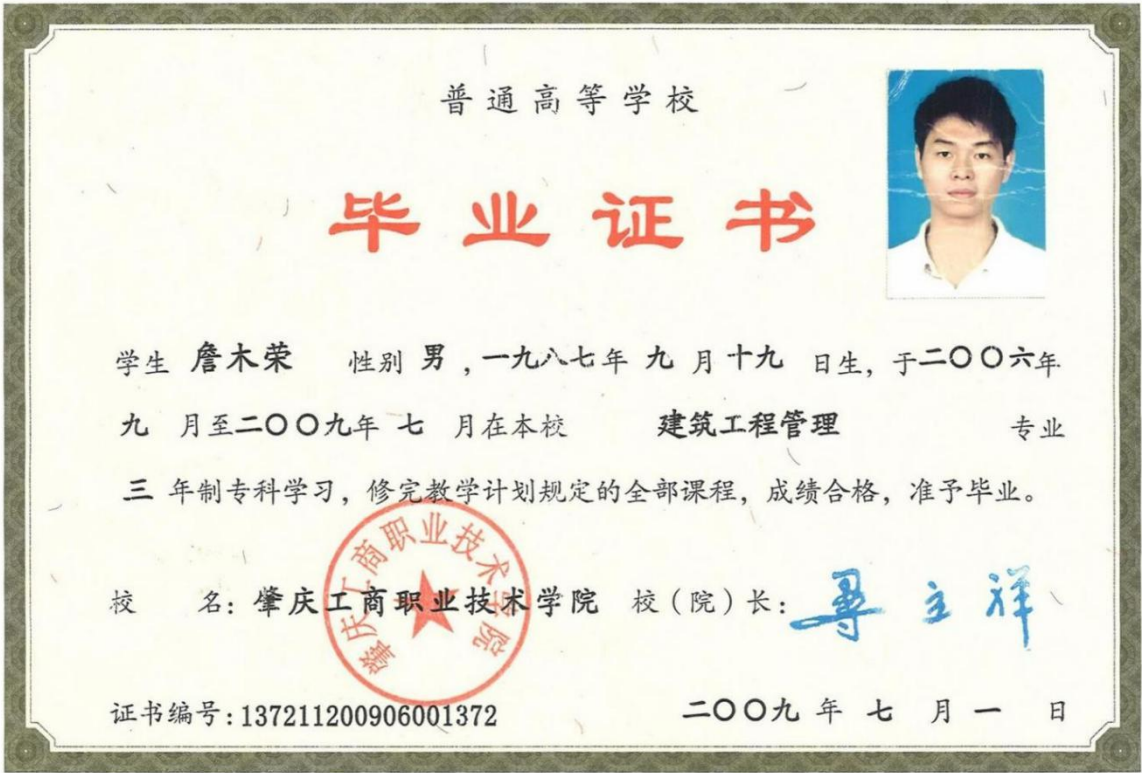 普通高等学校
毕业证书
学生 詹木荣 性别 男，一九八七年 九 月 十九 日生，于二〇〇六年
九 月至二〇〇九年 七 月在本校 建筑工程管理 专业
三 年制专科学习，修完教学计划规定的全部课程，成绩合格，准予毕业。
校 名：肇庆工商职业技术学院 校（院）长：寻立祥
肇庆工商职业技术学院
证书编号：137211200906001372 二〇〇九 年 七 月 一 日